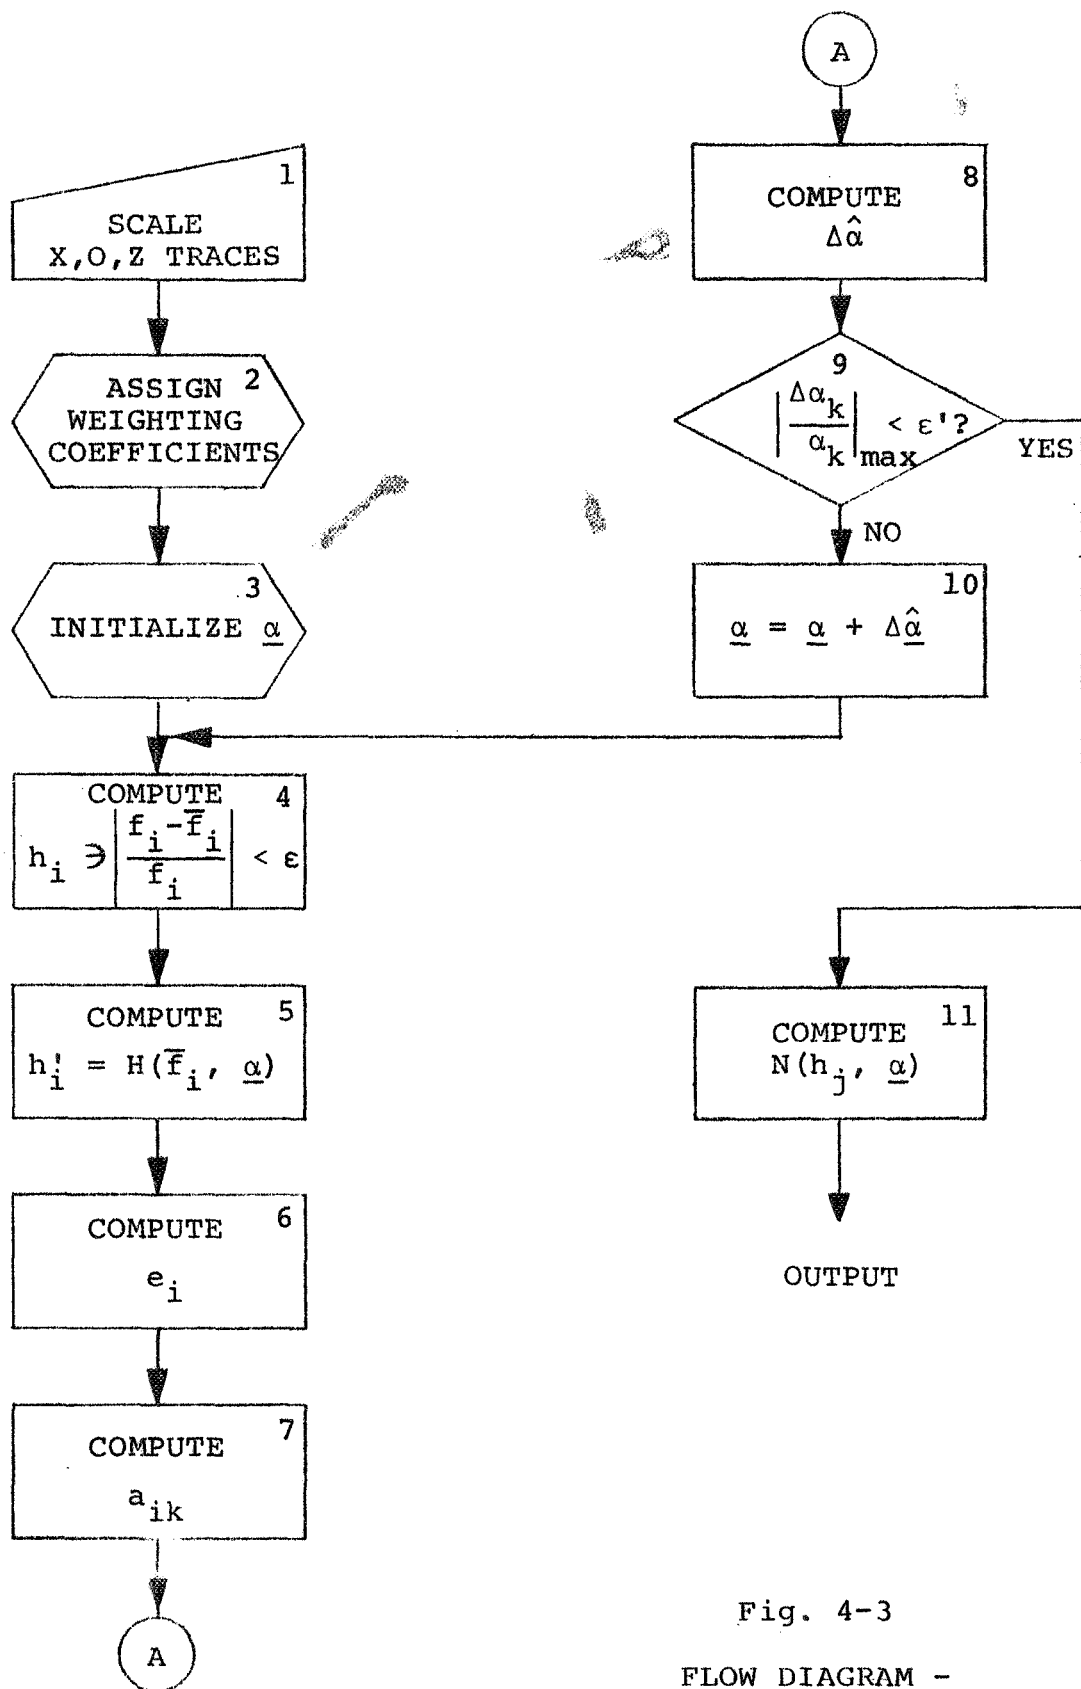 1
SCALE
X,O,Z TRACES
2
ASSIGN
WEIGHTING
COEFFICIENTS
3
INITIALIZE α̲
4
COMPUTE
h_i ∋ |(f_i - f̅_i)/f_i| < ε
5
COMPUTE
h_i' = H(f̅_i, α̲)
6
COMPUTE
e_i
7
COMPUTE
a_ik
A
A
8
COMPUTE
Δα̂
9
|Δα_k/α_k|max < ε'?
YES
NO
10
α̲ = α̲ + Δα̲̂
11
COMPUTE
N(h_j, α̲)
OUTPUT
Fig. 4-3
FLOW DIAGRAM -